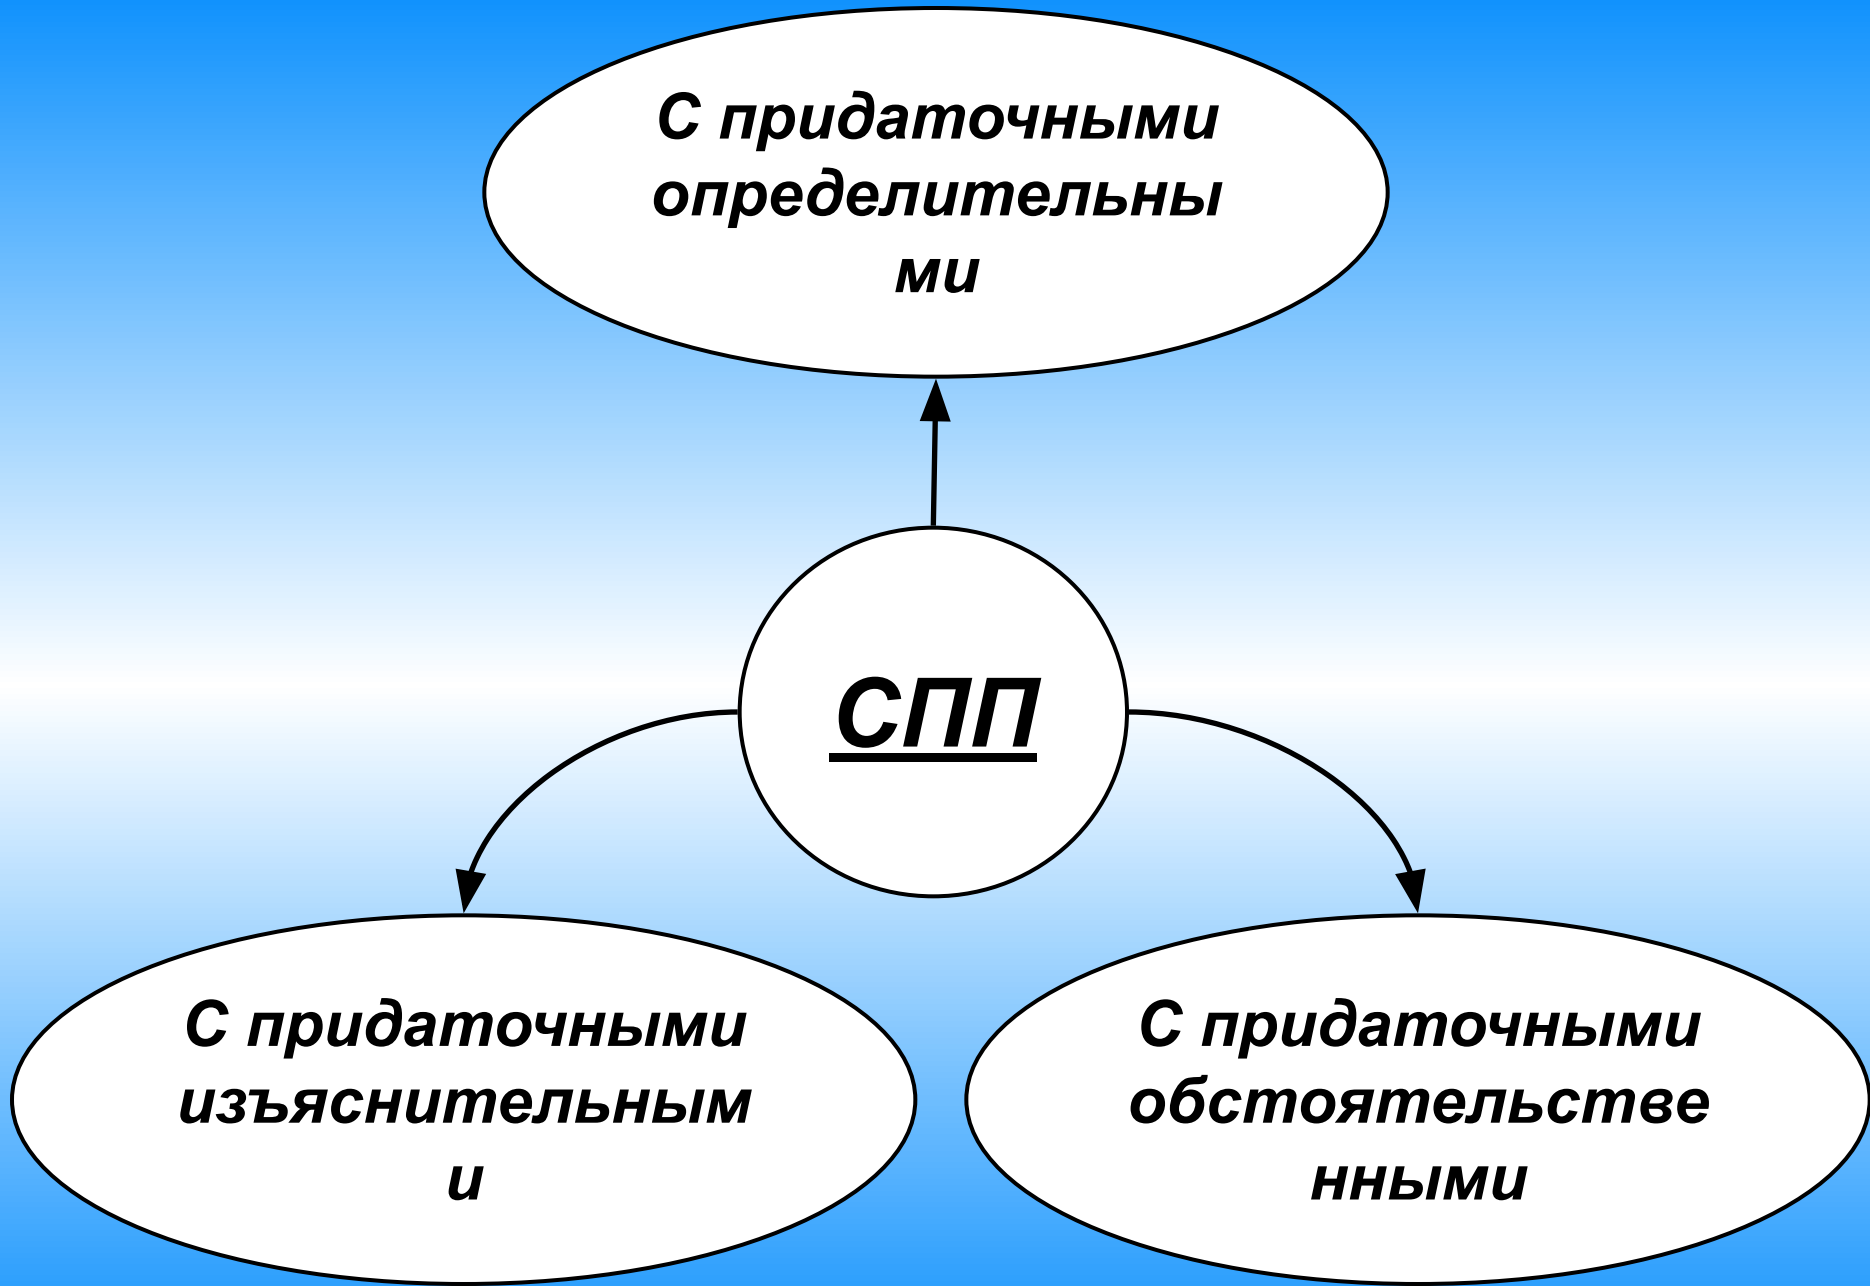 С придаточными
определительны
ми
СПП
С придаточными
изъяснительным
и
С придаточными
обстоятельстве
нными